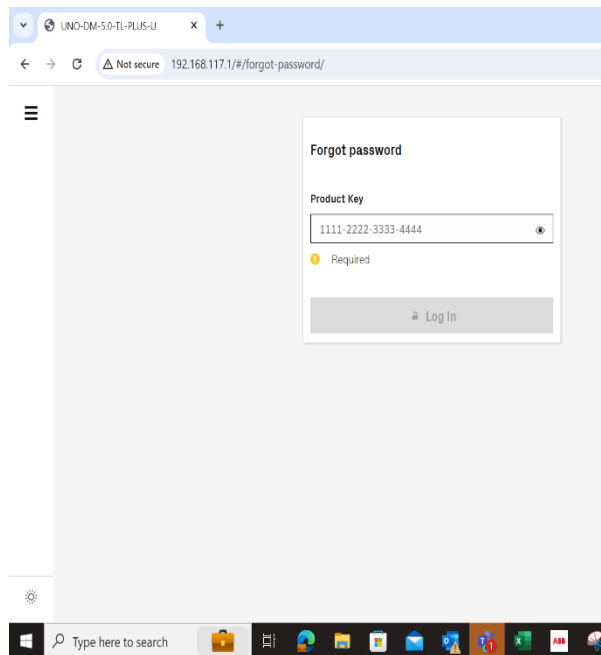 UNO-DM-5.0-TL-PLUS-U
Not secure 192.168.117.1/#/forgot-password/
Forgot password
Product Key
1111-2222-3333-4444
Required
Log In
Type here to search
1
X
ABB